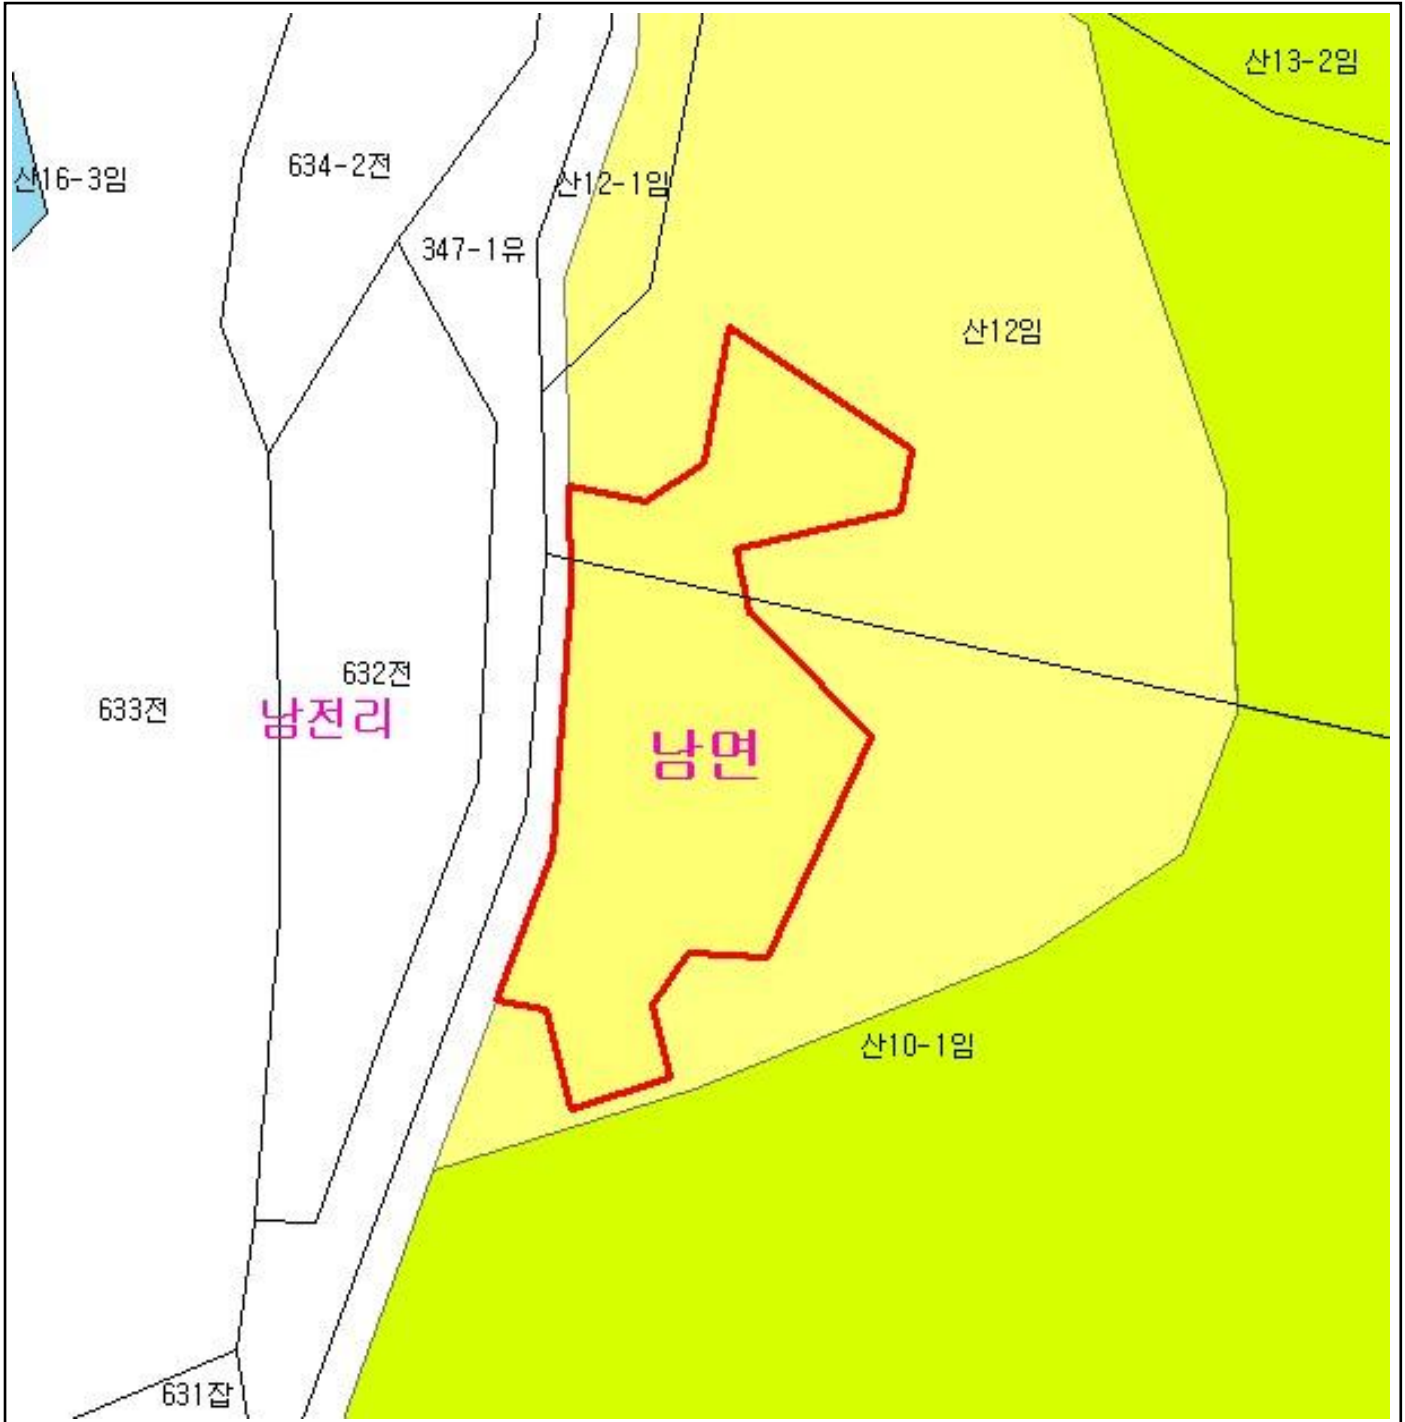 산13-2임
634-2전
산16-3임
산12-1임
347-1유
산12임
632전
633전
남전리
남면
산10-1임
631잡